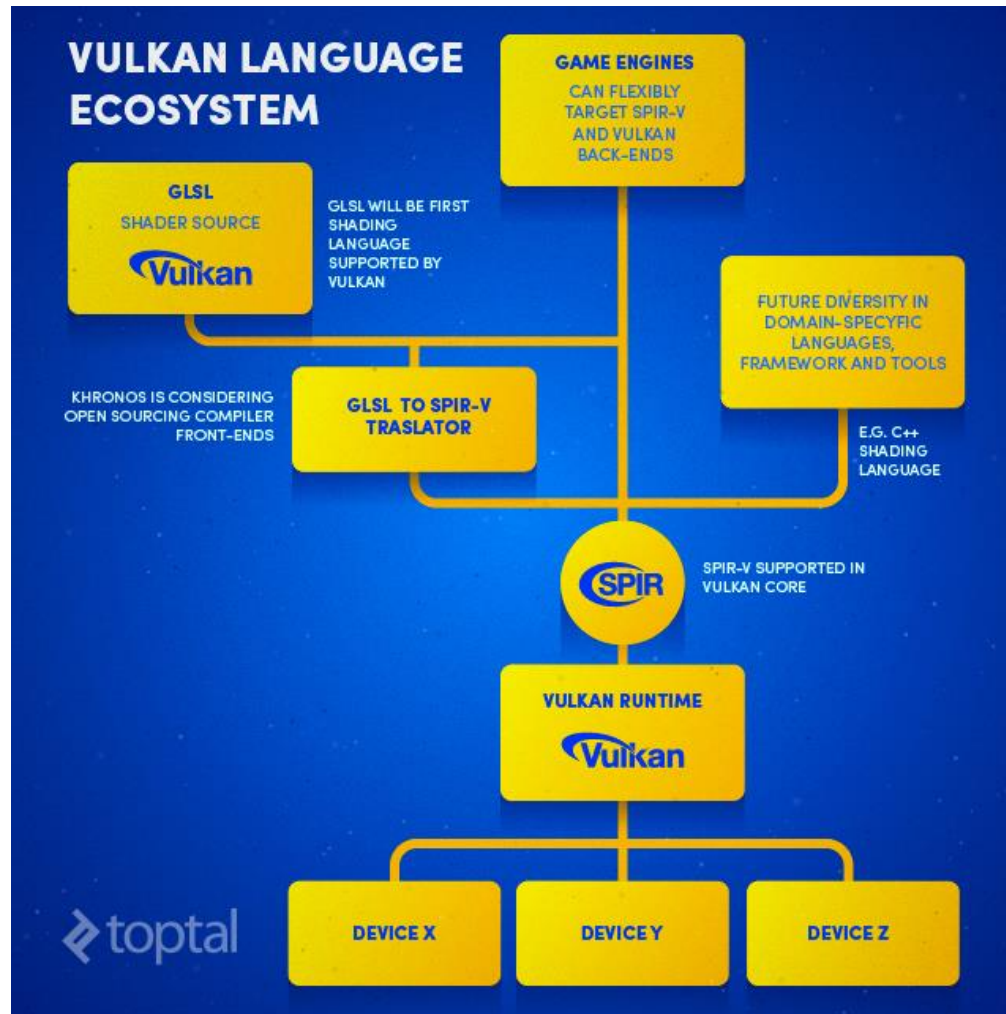 VULKAN LANGUAGE
ECOSYSTEM
GAME ENGINES
CAN FLEXIBLY
TARGET SPIR-V
AND VULKAN
BACK-ENDS
GLSL
SHADER SOURCE
Vulkan
GLSL WILL BE FIRST
SHADING
LANGUAGE
SUPPORTED BY
VULKAN
FUTURE DIVERSITY IN
DOMAIN-SPECYFIC
LANGUAGES,
FRAMEWORK AND TOOLS
KHRONOS IS CONSIDERING
OPEN SOURCING COMPILER
FRONT-ENDS
GLSL TO SPIR-V
TRASLATOR
E.G. C++
SHADING
LANGUAGE
SPIR
SPIR-V SUPPORTED IN
VULKAN CORE
VULKAN RUNTIME
Vulkan
DEVICE X
DEVICE Y
DEVICE Z
toptal